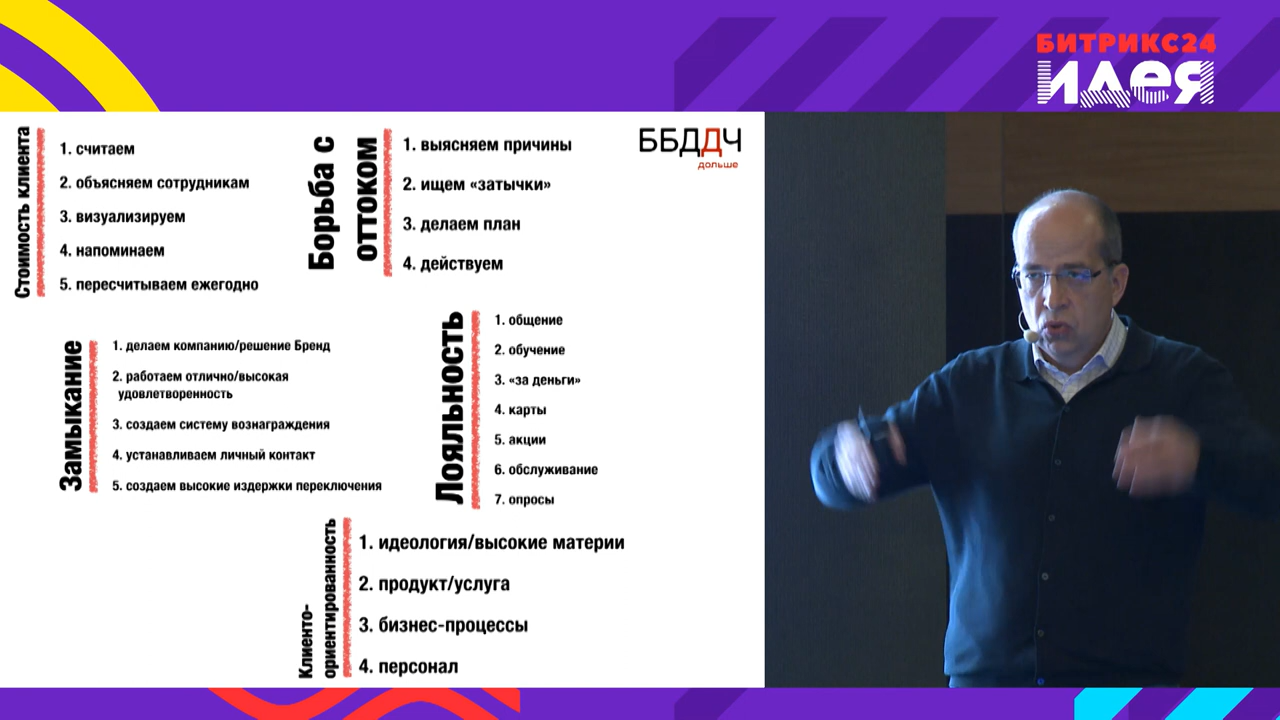 БИТРИКС24
ИДЕЯ
ББДДЧ
дольше
Стоимость клиента
1. считаем
2. объясняем сотрудникам
3. визуализируем
4. напоминаем
5. пересчитываем ежегодно
Борьба с
оттоком
1. выясняем причины
2. ищем «затычки»
3. делаем план
4. действуем
Замыкание
1. делаем компанию/решение Бренд
2. работаем отлично/высокая
удовлетворенность
3. создаем систему вознаграждения
4. устанавливаем личный контакт
5. создаем высокие издержки переключения
Лояльность
1. общение
2. обучение
3. «за деньги»
4. карты
5. акции
6. обслуживание
7. опросы
Клиенто-
ориентированность
1. идеология/высокие материи
2. продукт/услуга
3. бизнес-процессы
4. персонал